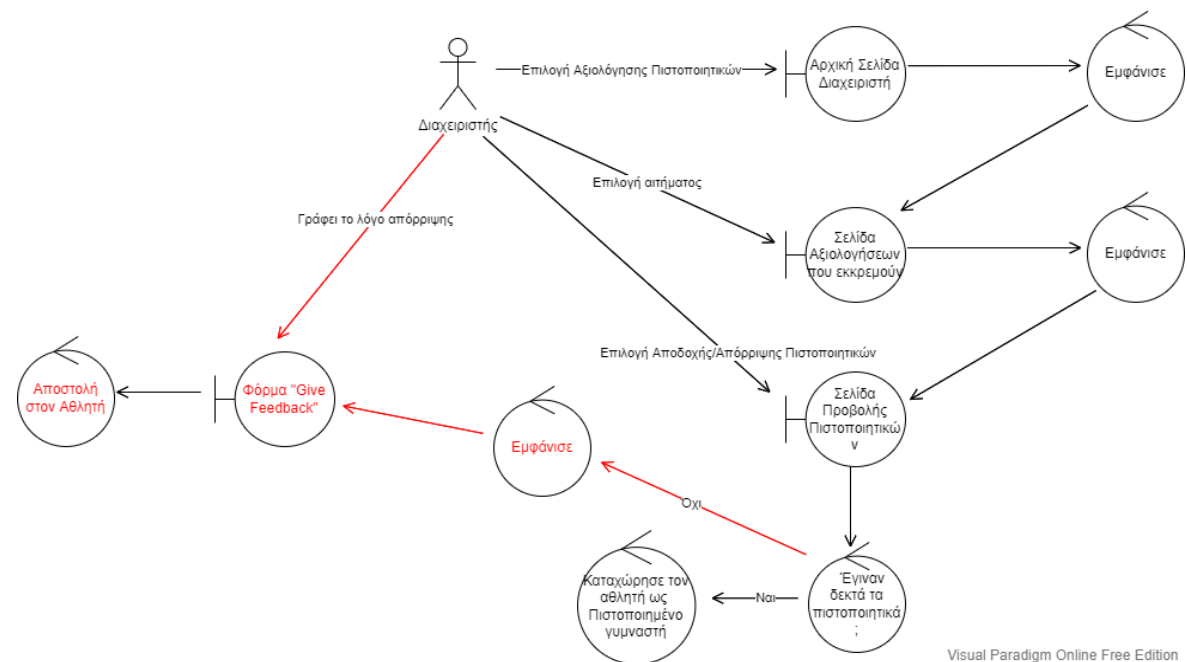 Επιλογή Αξιολόγησης Πιστοποιητικών
Αρχική Σελίδα
Διαχειριστή
Εμφάνισε
Διαχειριστής
Επιλογή αιτήματος
Γράφει το λόγο απόρριψης
Σελίδα
Αξιολογήσεων
που εκκρεμούν
Εμφάνισε
Επιλογή Αποδοχής/Απόρριψης Πιστοποιητικών
Αποστολή
στον Αθλητή
Φόρμα "Give
Feedback"
Σελίδα
Προβολής
Πιστοποιητικώ
ν
Εμφάνισε
Όχι
Καταχώρησε τον
αθλητή ως
Πιστοποιημένο
γυμναστή
Ναι
Έγιναν
δεκτά τα
πιστοποιητικά
;
Visual Paradigm Online Free Edition